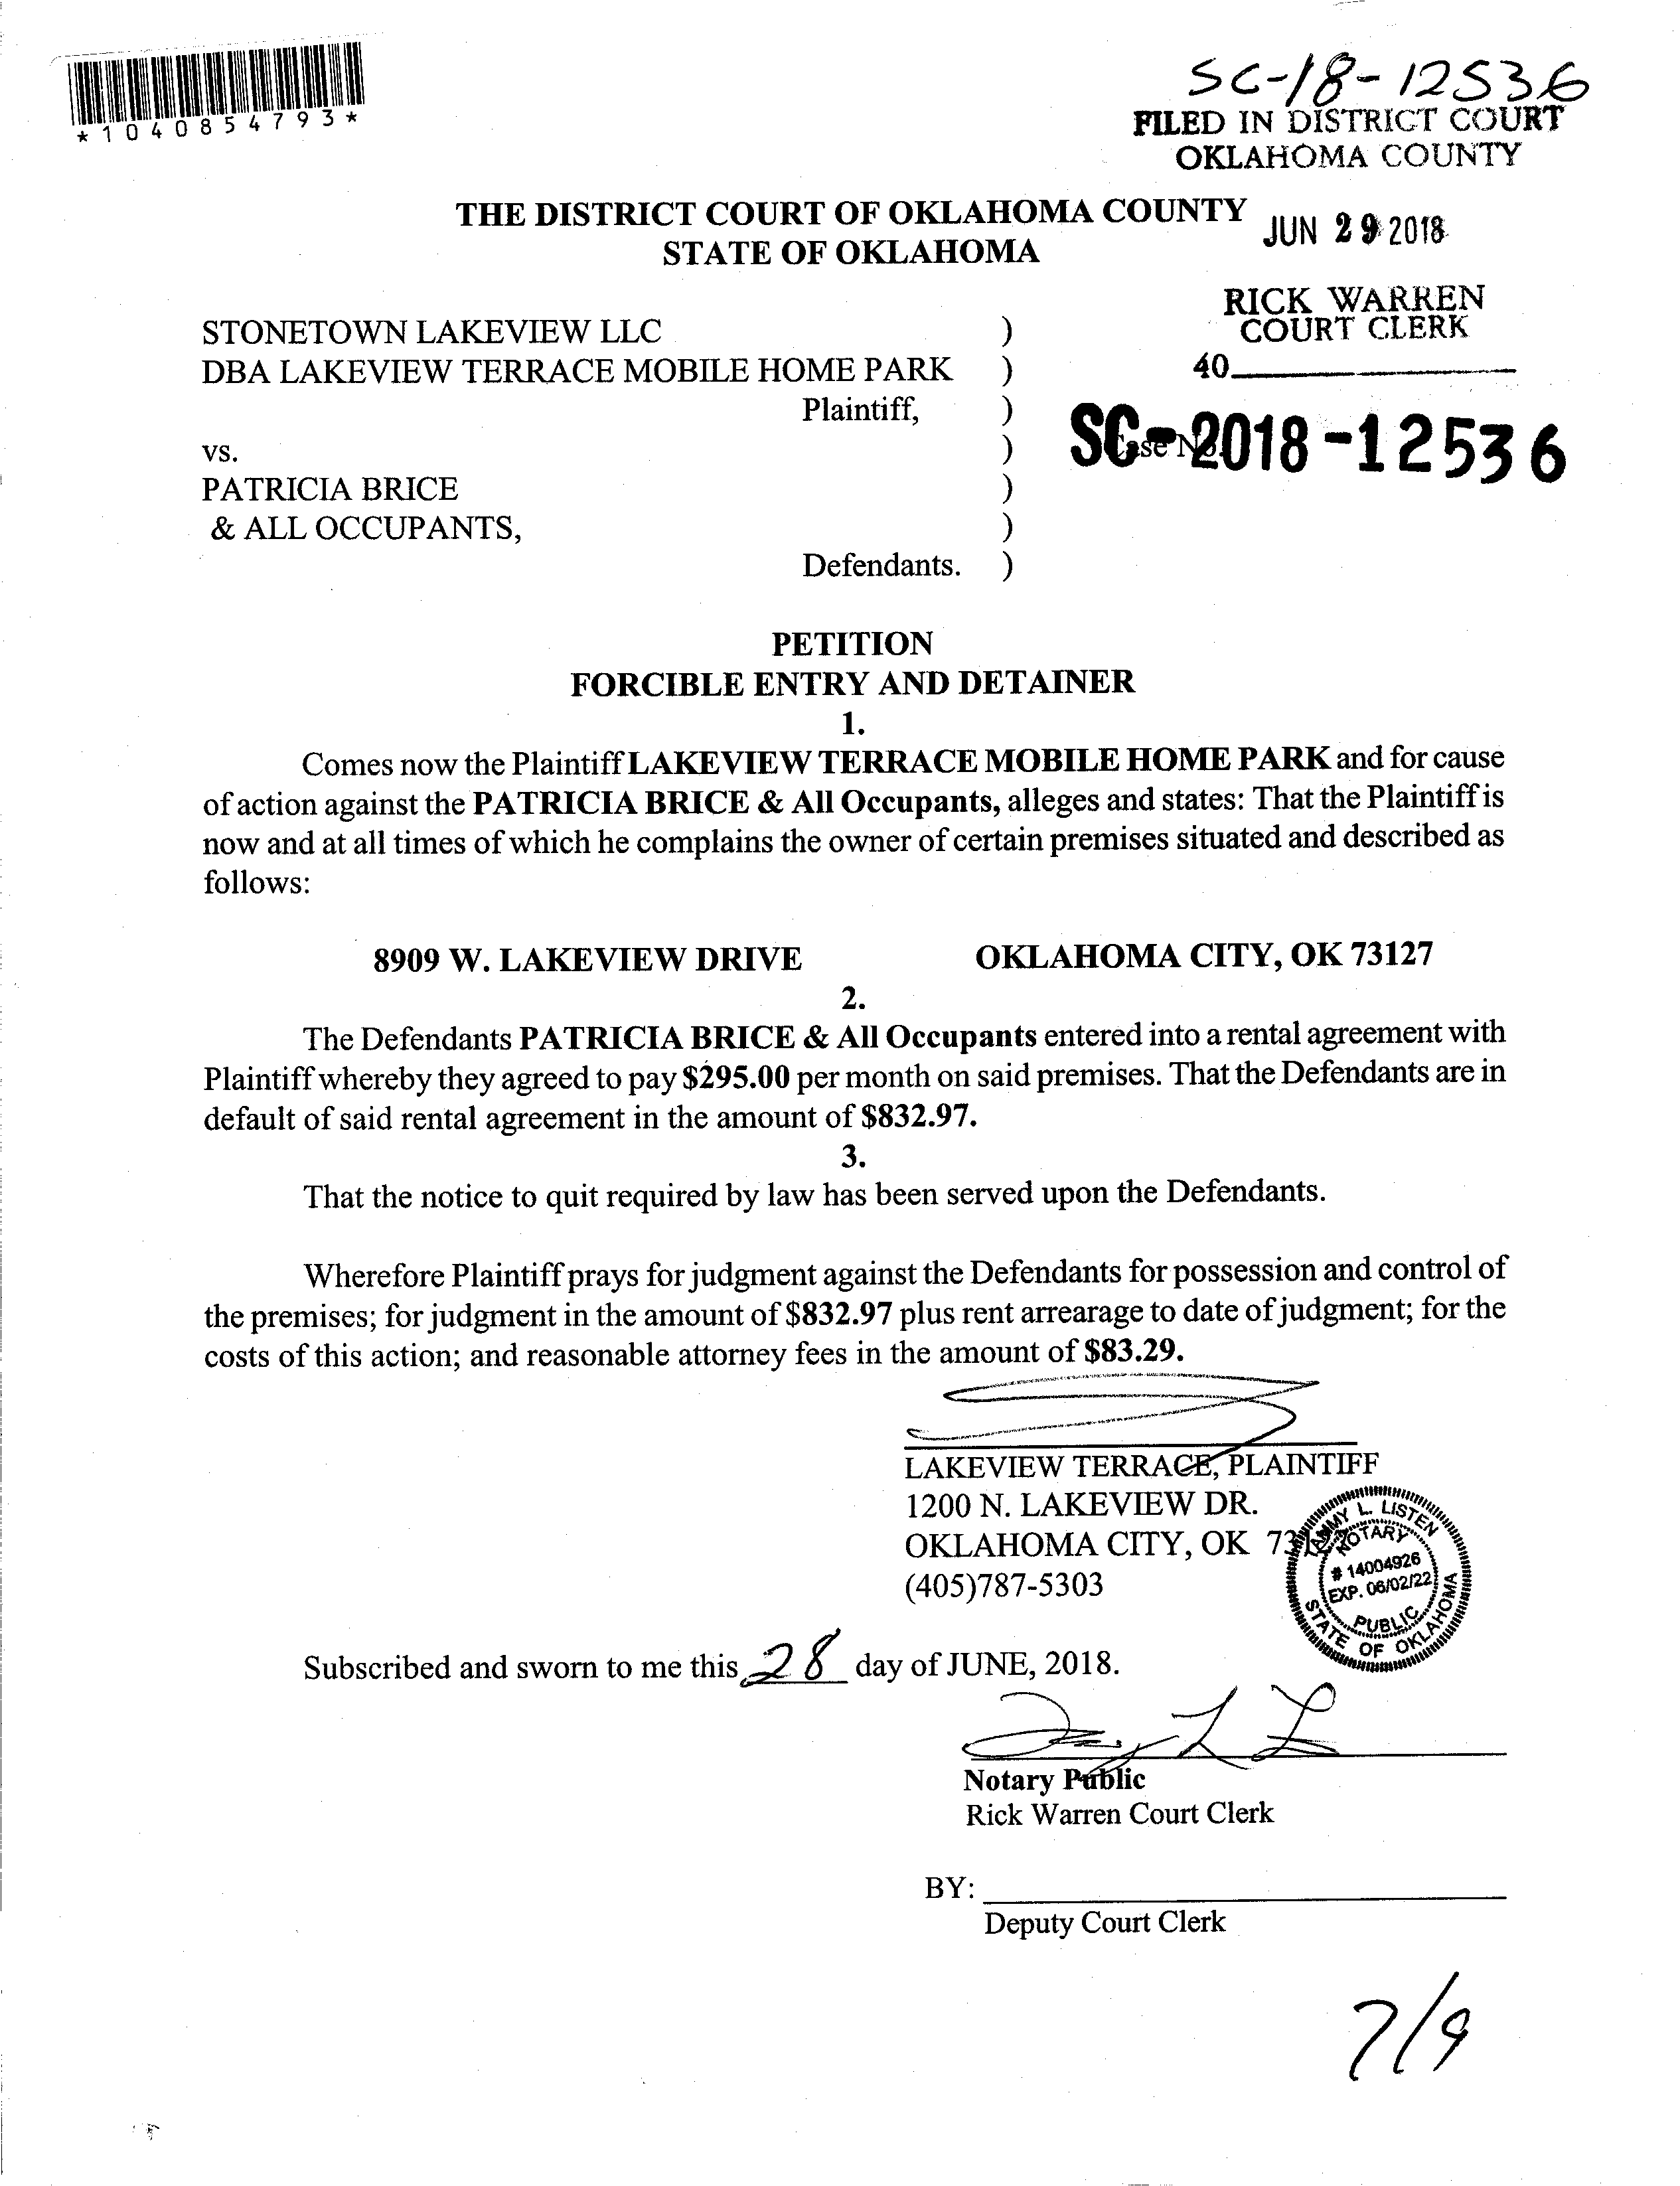 *1040854793*
SC-18-12536
FILED IN DISTRICT COURT
OKLAHOMA COUNTY
THE DISTRICT COURT OF OKLAHOMA COUNTY
STATE OF OKLAHOMA
JUN 29 2018
RICK WARREN
COURT CLERK
40
STONETOWN LAKEVIEW LLC )
DBA LAKEVIEW TERRACE MOBILE HOME PARK )
Plaintiff, )
Case No.
SC-2018-12536
vs. )
PATRICIA BRICE )
& ALL OCCUPANTS, )
Defendants. )
PETITION
FORCIBLE ENTRY AND DETAINER
1.
Comes now the Plaintiff LAKEVIEW TERRACE MOBILE HOME PARK and for cause
of action against the PATRICIA BRICE & All Occupants, alleges and states: That the Plaintiff is
now and at all times of which he complains the owner of certain premises situated and described as
follows:
8909 W. LAKEVIEW DRIVE OKLAHOMA CITY, OK 73127
2.
The Defendants PATRICIA BRICE & All Occupants entered into a rental agreement with
Plaintiff whereby they agreed to pay $295.00 per month on said premises. That the Defendants are in
default of said rental agreement in the amount of $832.97.
3.
That the notice to quit required by law has been served upon the Defendants.
Wherefore Plaintiff prays for judgment against the Defendants for possession and control of
the premises; for judgment in the amount of $832.97 plus rent arrearage to date of judgment; for the
costs of this action; and reasonable attorney fees in the amount of $83.29.
LAKEVIEW TERRACE, PLAINTIFF
1200 N. LAKEVIEW DR.
OKLAHOMA CITY, OK
(405)787-5303
L. LISTEN
NOTARY
# 14004926
EXP. 06/02/22
PUBLIC
STATE OF OKLAHOMA
Subscribed and sworn to me this 28 day of JUNE, 2018.
Notary Public
Rick Warren Court Clerk
BY:
Deputy Court Clerk
7/9